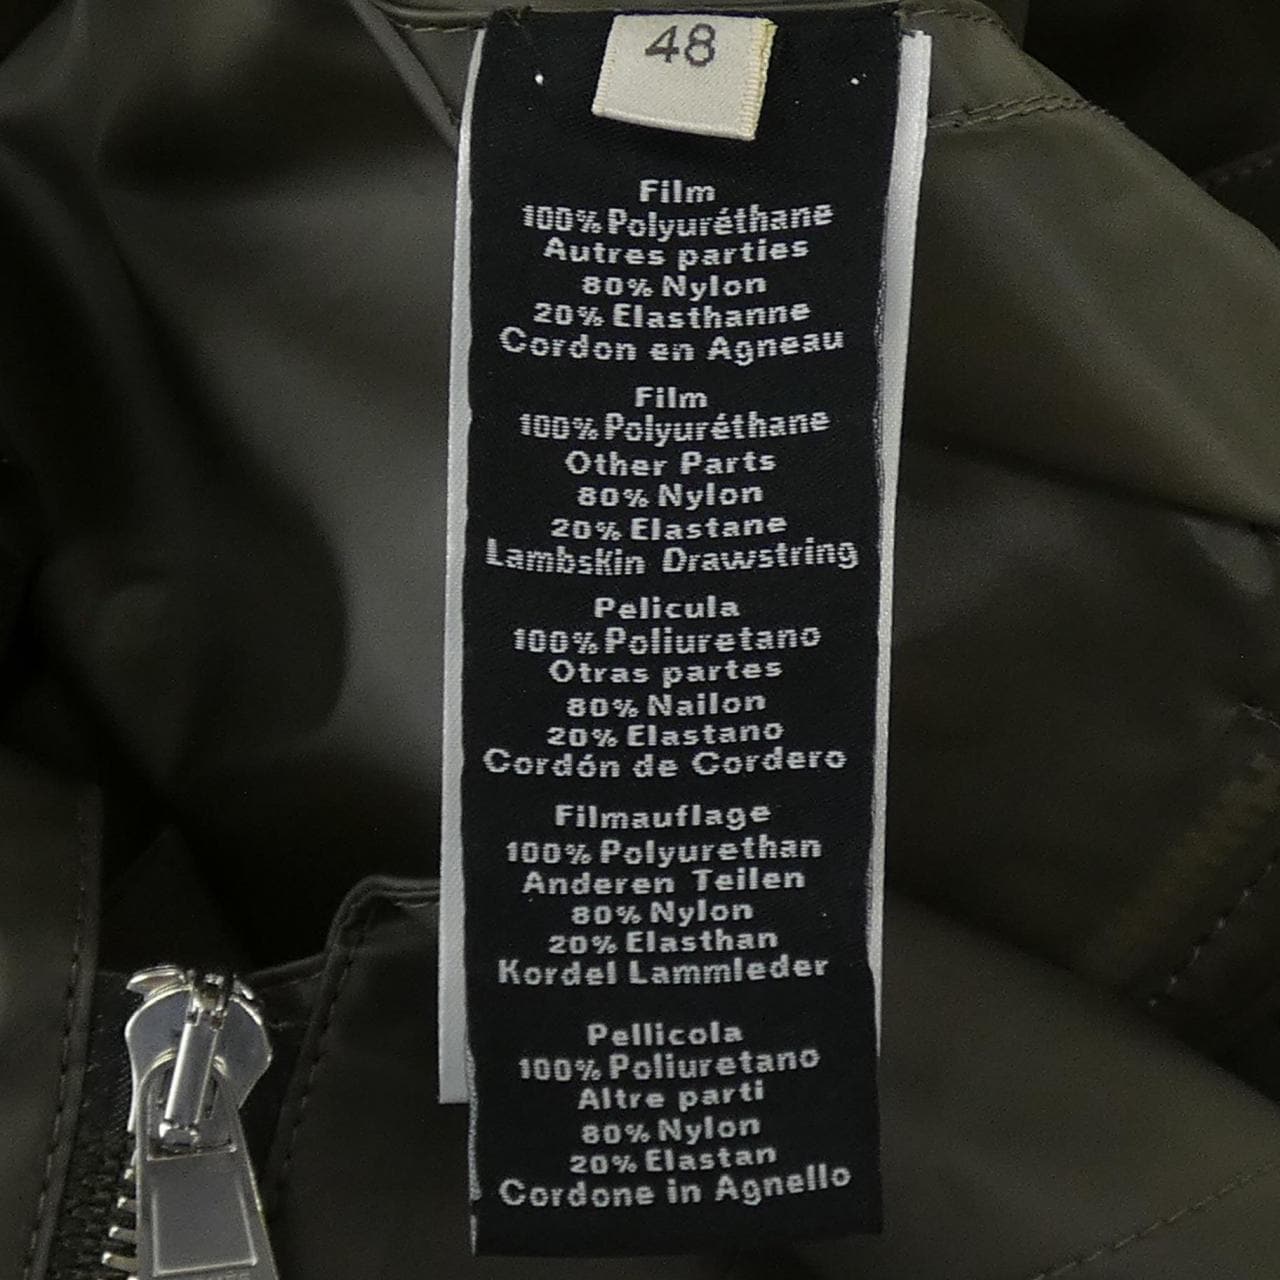 48
Film
100% Polyuréthane
Autres parties
80% Nylon
20% Elasthanne
Cordon en Agneau
Film
100% Polyuréthane
Other Parts
80% Nylon
20% Elastane
Lambskin Drawstring
Pelicula
100% Poliuretano
Otras partes
80% Nailon
20% Elastano
Cordón de Cordero
Filmauflage
100% Polyurethan
Anderen Teilen
80% Nylon
20% Elasthan
Kordel Lammleder
Pellicola
100% Poliuretano
Altre parti
80% Nylon
20% Elastan
Cordone in Agnello